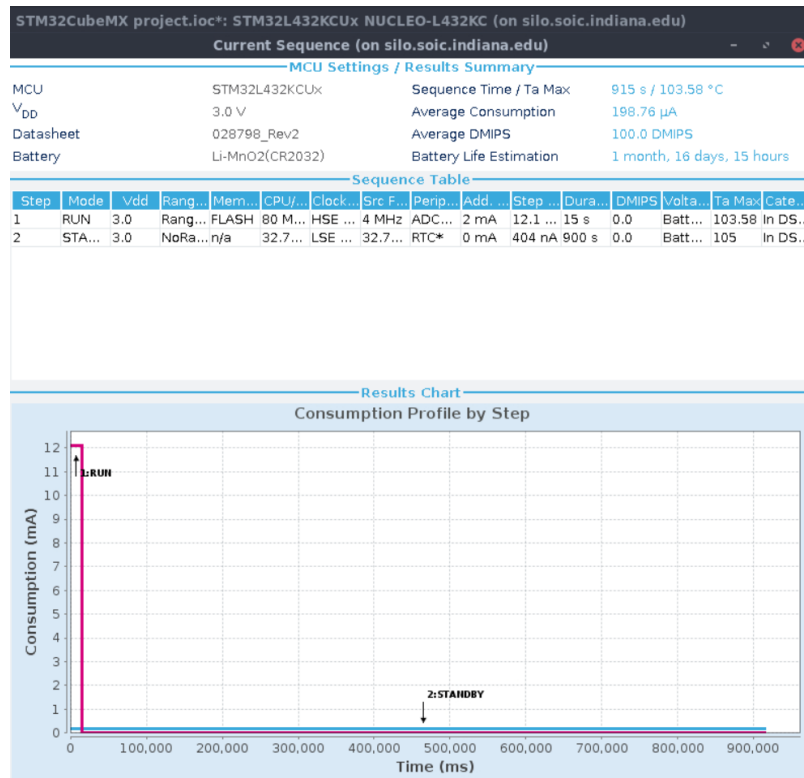 STM32CubeMX project.ioc*: STM32L432KCUx NUCLEO-L432KC (on silo.soic.indiana.edu)
Current Sequence (on silo.soic.indiana.edu)
MCU Settings / Results Summary
MCU STM32L432KCUx Sequence Time / Ta Max 915 s / 103.58 °C
VDD 3.0 V Average Consumption 198.76 µA
Datasheet 028798_Rev2 Average DMIPS 100.0 DMIPS
Battery Li-MnO2(CR2032) Battery Life Estimation 1 month, 16 days, 15 hours
Sequence Table
Step Mode Vdd Rang... Mem... CPU/... Clock... Src F... Perip... Add. ... Step ... Dura... DMIPS Volta... Ta Max Cate...
1 RUN 3.0 Rang... FLASH 80 M... HSE ... 4 MHz ADC... 2 mA 12.1 ... 15 s 0.0 Batt... 103.58 In DS...
2 STA... 3.0 NoRa... n/a 32.7... LSE ... 32.7... RTC* 0 mA 404 nA 900 s 0.0 Batt... 105 In DS...
Results Chart
Consumption Profile by Step
Consumption (mA)
12
11
10
9
8
7
6
5
4
3
2
1
0
1:RUN
2:STANDBY
0 100,000 200,000 300,000 400,000 500,000 600,000 700,000 800,000 900,000
Time (ms)